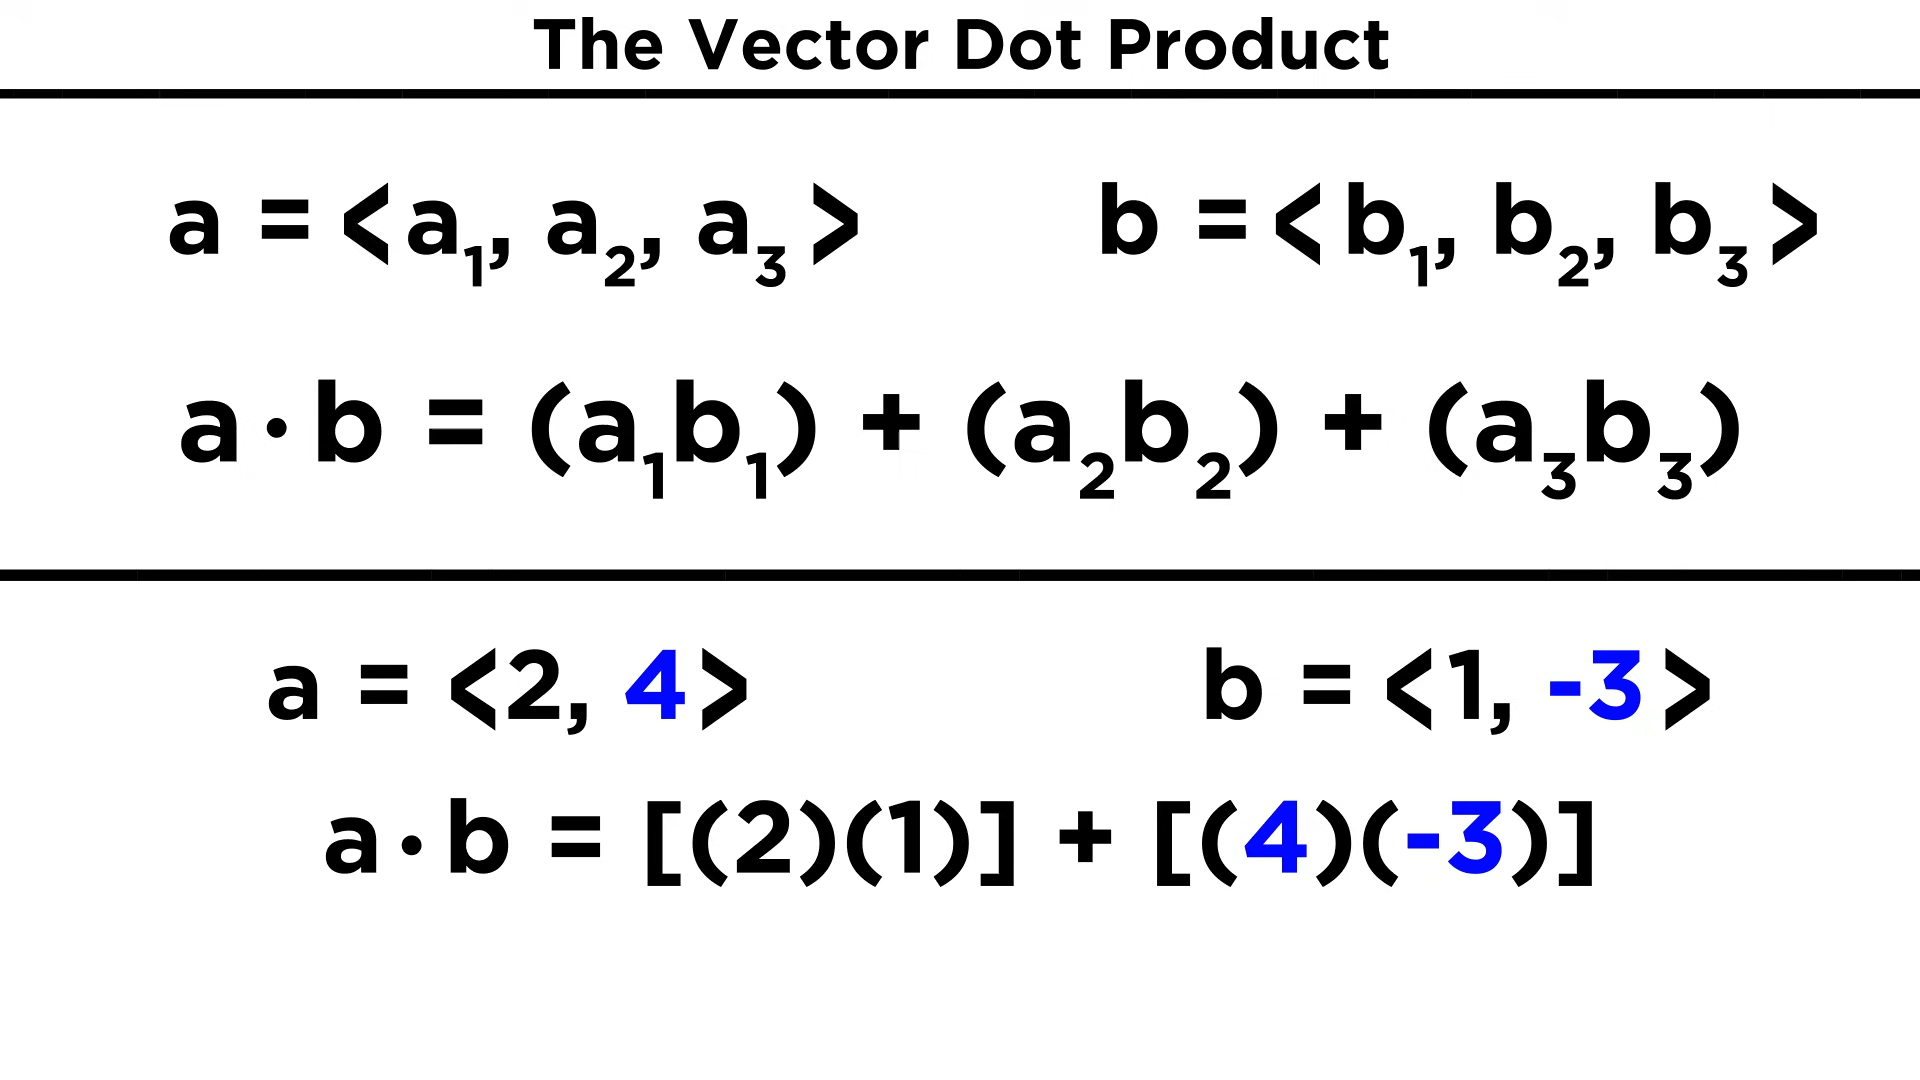 The Vector Dot Product
a = <a₁, a₂, a₃> b = <b₁, b₂, b₃>
a · b = (a₁b₁) + (a₂b₂) + (a₃b₃)
a = <2, 4> b = <1, -3>
a · b = [(2)(1)] + [(4)(-3)]